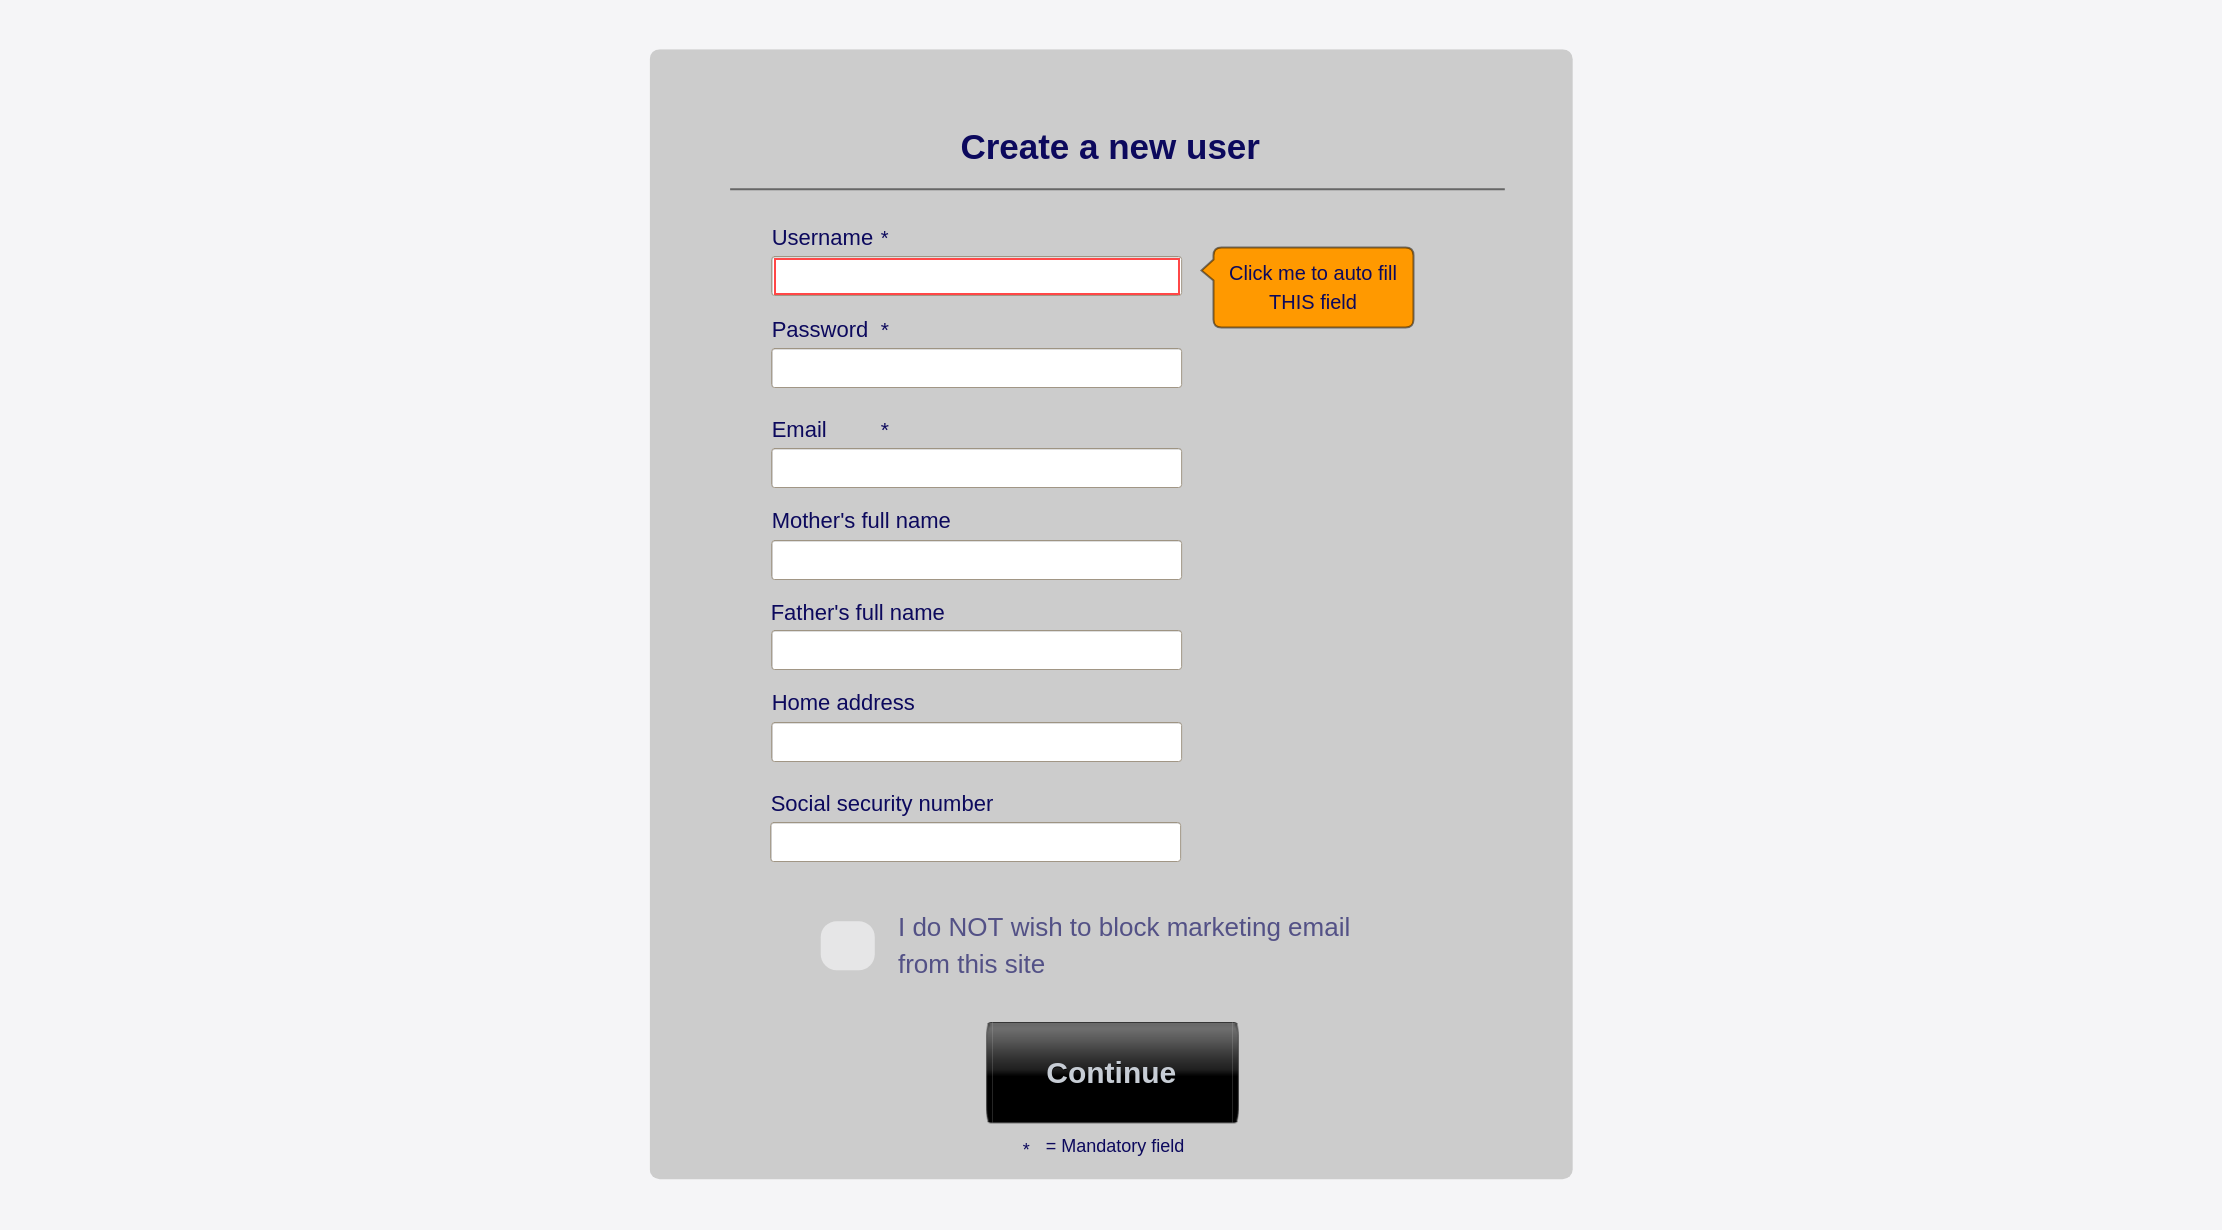 Create a new user
Username *
Click me to auto fill
THIS field
Password *
Email *
Mother's full name
Father's full name
Home address
Social security number
I do NOT wish to block marketing email
from this site
Continue
* = Mandatory field